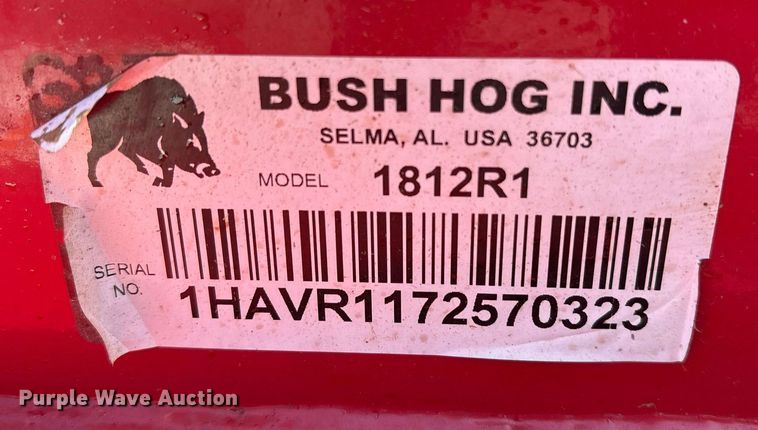 BUSH HOG INC.
SELMA, AL. USA 36703
MODEL 1812R1
SERIAL
NO.
1HAVR1172570323
Purple Wave Auction